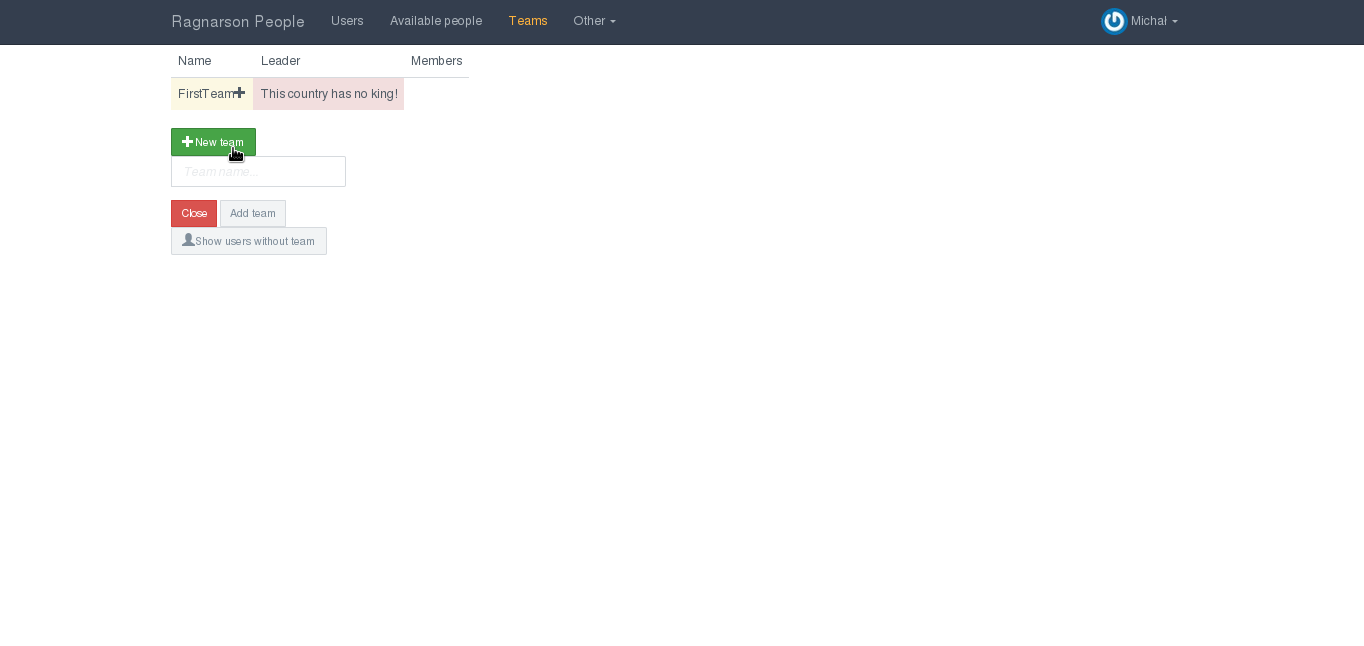 Ragnarson People Users Available people Teams Other Michał
Name Leader Members
FirstTeam This country has no king!
New team
Team name...
Close Add team
Show users without team